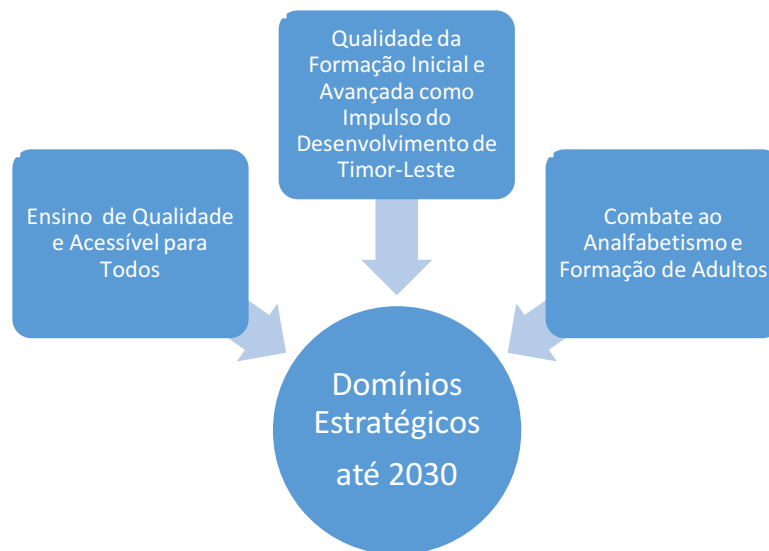 Qualidade da
Formação Inicial e
Avançada como
Impulso do
Desenvolvimento de
Timor-Leste
Ensino de Qualidade
e Acessível para
Todos
Combate ao
Analfabetismo e
Formação de Adultos
Domínios
Estratégicos
até 2030